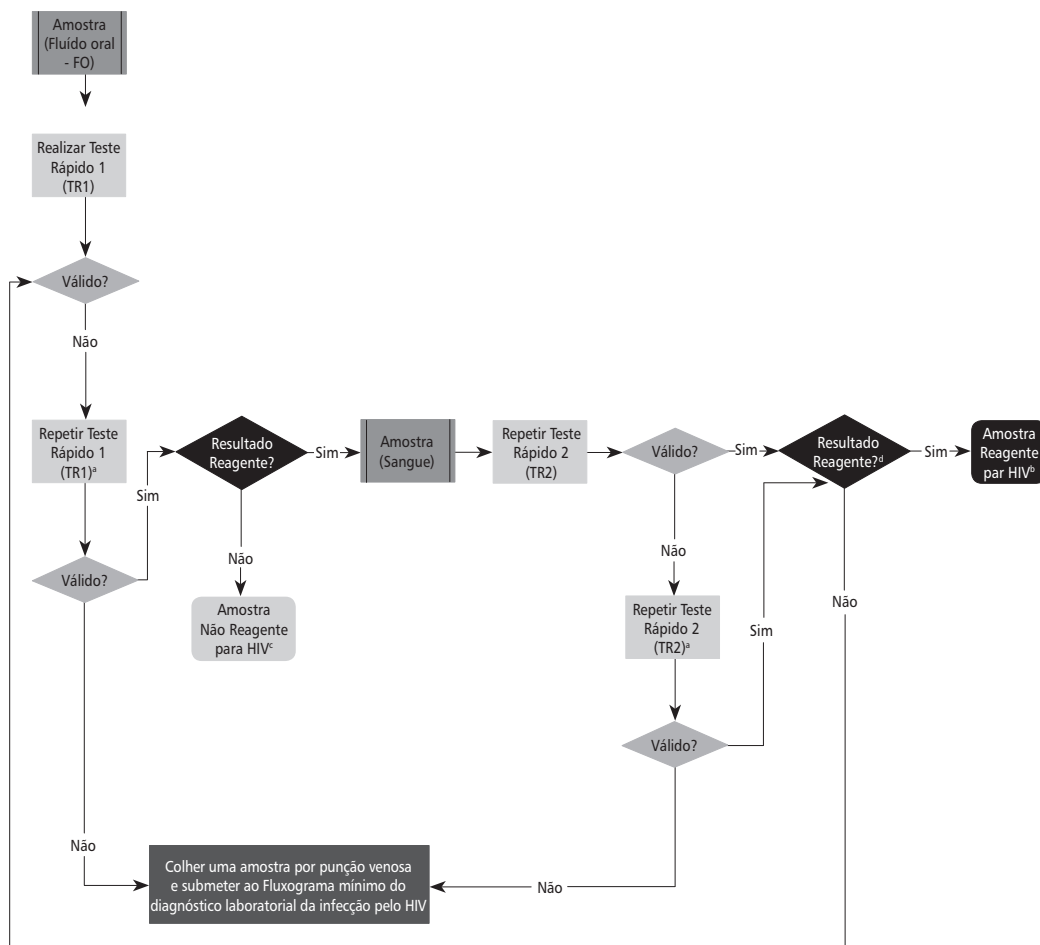 Amostra
(Fluído oral
- FO)
Realizar Teste
Rápido 1
(TR1)
Válido?
Não
Repetir Teste
Rápido 1
(TR1)ª
Válido?
Sim
Não
Resultado
Reagente?
Sim
Não
Amostra
Não Reagente
para HIVᶜ
Amostra
(Sangue)
Repetir Teste
Rápido 2
(TR2)
Válido?
Sim
Não
Repetir Teste
Rápido 2
(TR2)ª
Válido?
Sim
Não
Resultado
Reagente?ᵈ
Sim
Não
Amostra
Reagente
par HIVᵇ
Colher uma amostra por punção venosa
e submeter ao Fluxograma mínimo do
diagnóstico laboratorial da infecção pelo HIV